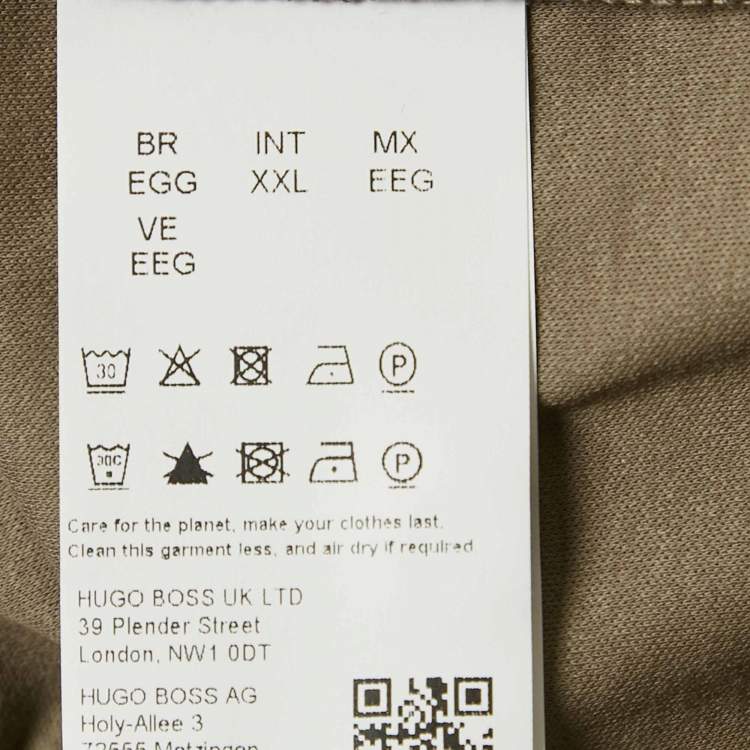 BR INT MX
EGG XXL EEG
VE
EEG
30 P
30C P
Care for the planet, make your clothes last.
Clean this garment less, and air dry if required
HUGO BOSS UK LTD
39 Plender Street
London, NW1 0DT
HUGO BOSS AG
Holy-Allee 3
72555 Metzingen